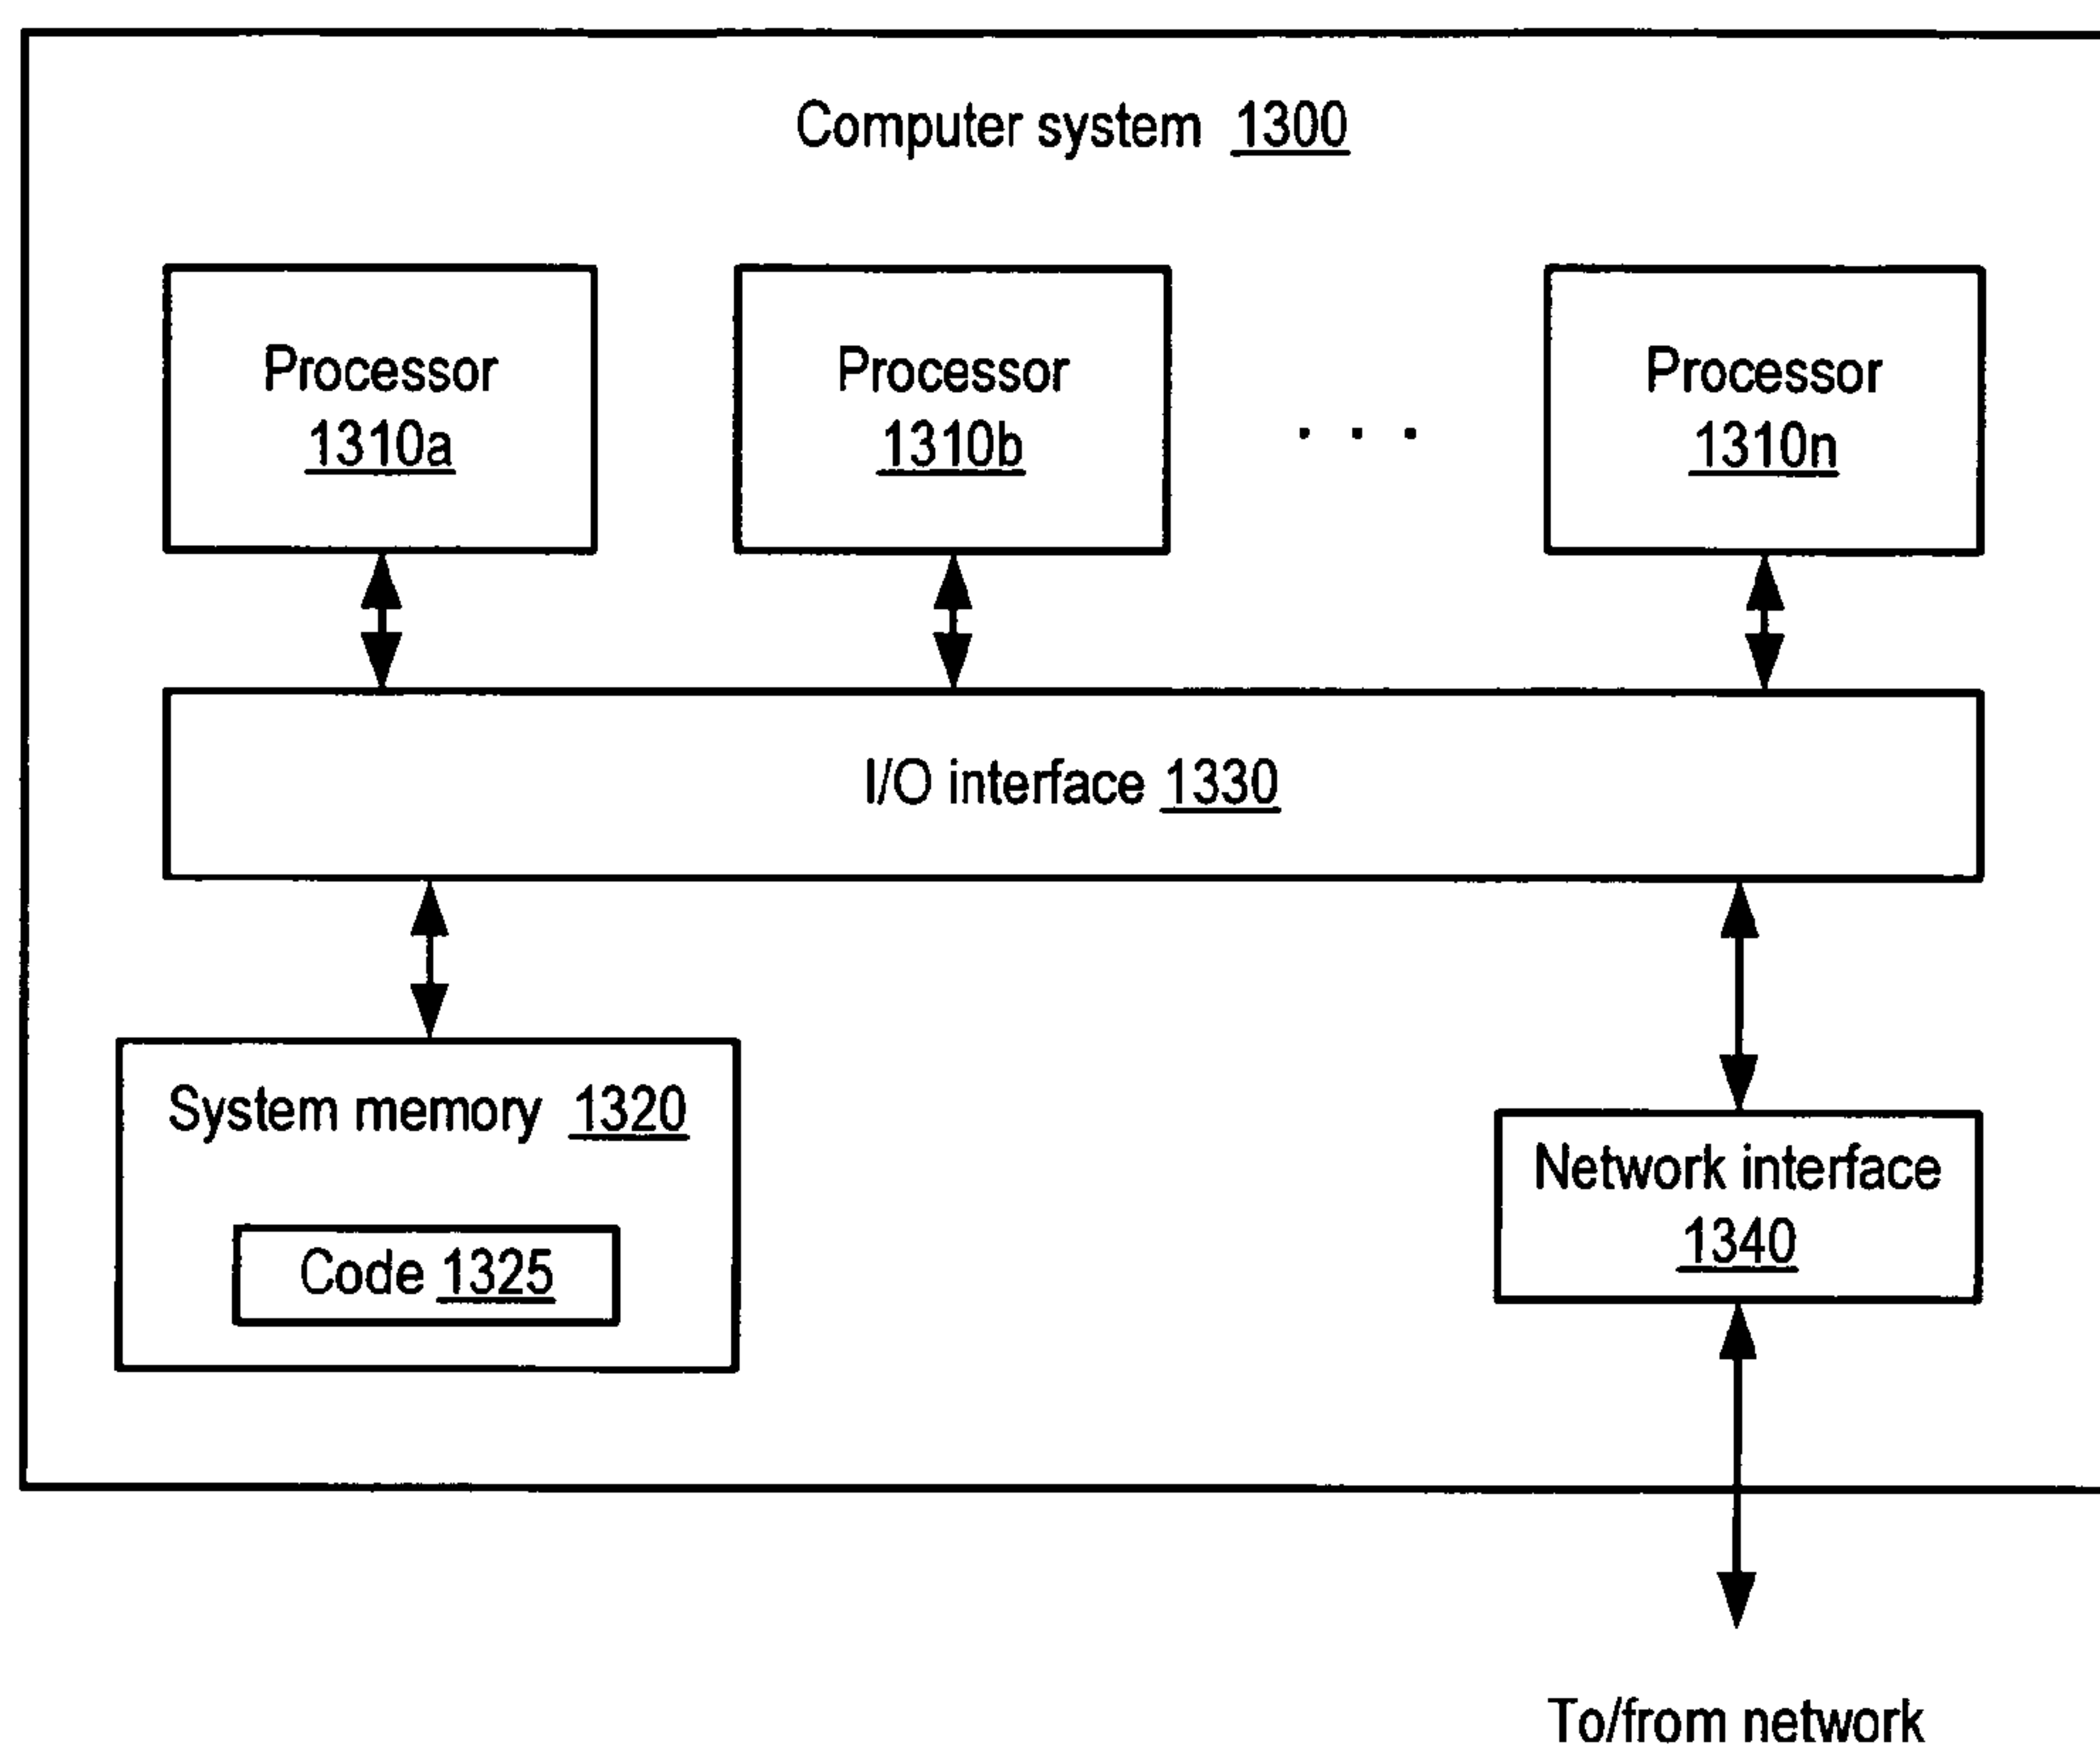 Computer system 1300
Processor
1310a
Processor
1310b
. . .
Processor
1310n
I/O interface 1330
System memory 1320
Code 1325
Network interface
1340
To/from network